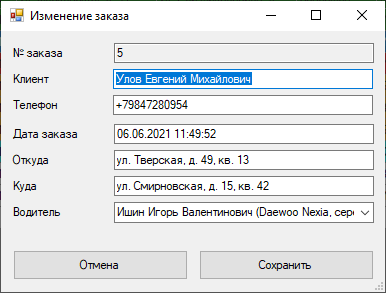 Изменение заказа
№ заказа 5
Клиент Улов Евгений Михайлович
Телефон +79847280954
Дата заказа 06.06.2021 11:49:52
Откуда ул. Тверская, д. 49, кв. 13
Куда ул. Смирновская, д. 15, кв. 42
Водитель Ишин Игорь Валентинович (Daewoo Nexia, сере
Отмена Сохранить